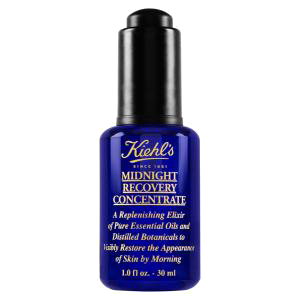 Kiehl's
SINCE 1851
MIDNIGHT
RECOVERY
CONCENTRATE
A Replenishing Elixir
of Pure Essential Oils and
Distilled Botanicals to
Visibly Restore the Appearance
of Skin by Morning
1.0 fl. oz. - 30 ml